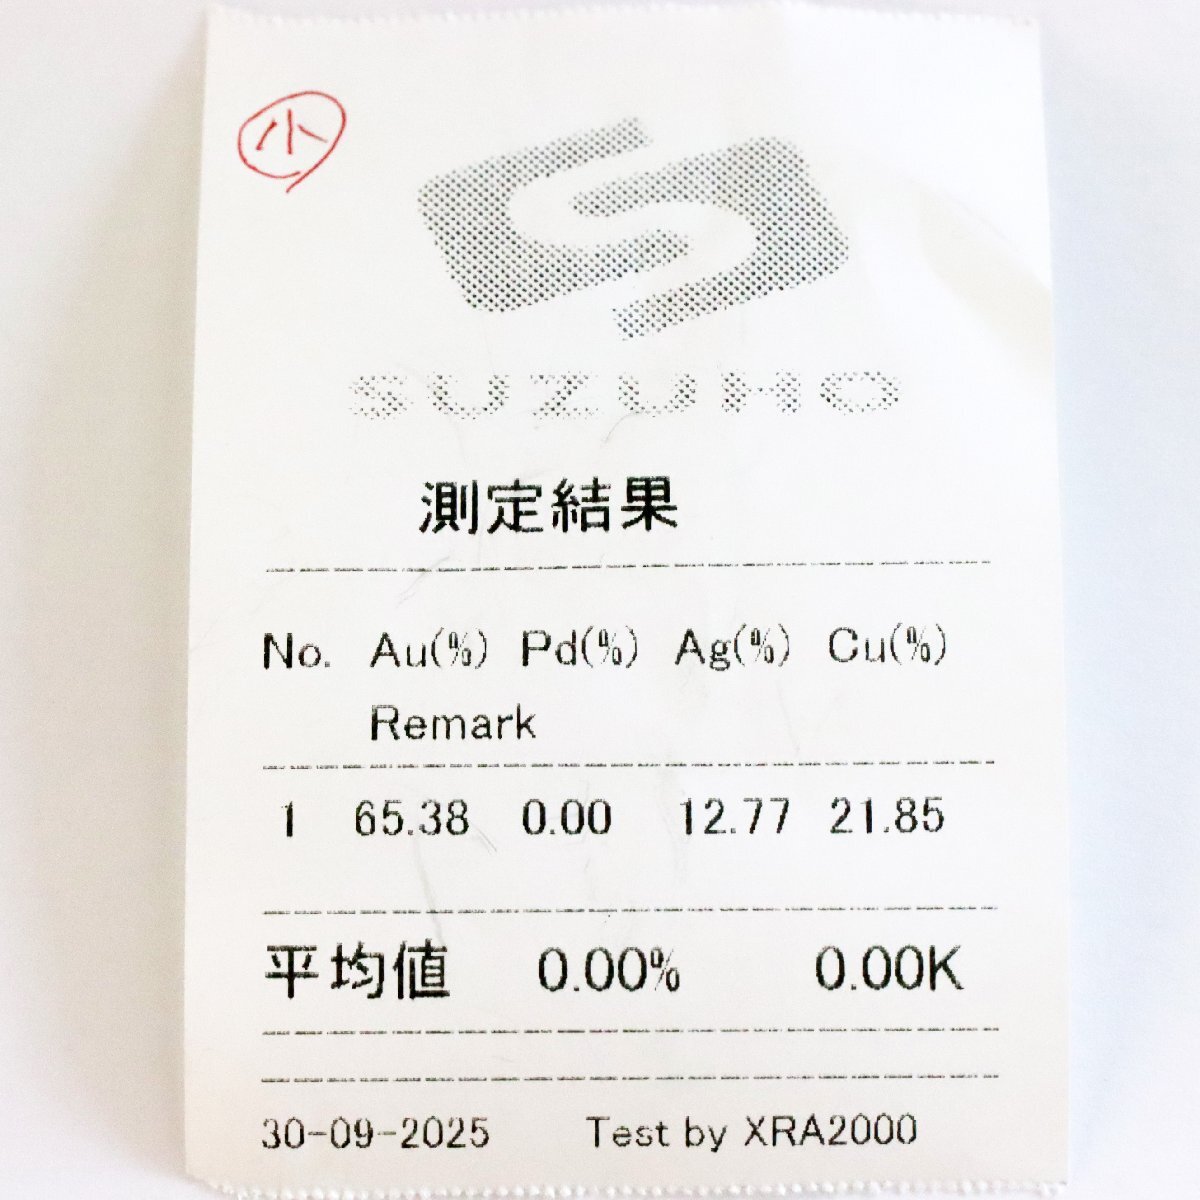 小
SUZUHO
測定結果
No. Au(%) Pd(%) Ag(%) Cu(%)
Remark
1 65.38 0.00 12.77 21.85
平均値 0.00% 0.00K
30-09-2025 Test by XRA2000